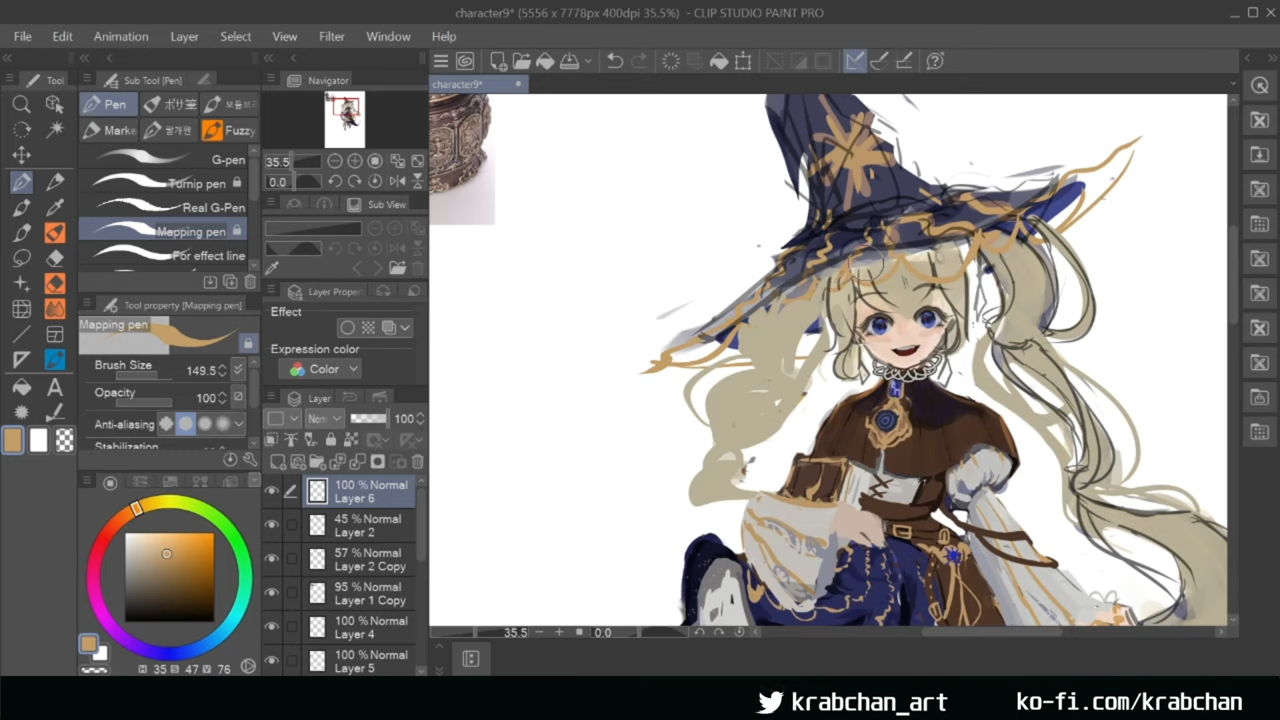 character9* (5556 x 7778px 400dpi 35.5%) - CLIP STUDIO PAINT PRO
File Edit Animation Layer Select View Filter Window Help
Tool
Sub Tool [Pen]
Navigator
character9*
Pen
ボサ筆
Marke
Fuzzy
G-pen
Turnip pen
Real G-Pen
Mapping pen
For effect line
35.5
0.0
Sub View
Tool property [Mapping pen]
Mapping pen
Brush Size 149.5
Opacity 100
Anti-aliasing
Stabilization
Layer Proper
Effect
Expression color
Color
Layer
Nor 100
100 % Normal
Layer 6
45 % Normal
Layer 2
57 % Normal
Layer 2 Copy
95 % Normal
Layer 1 Copy
100 % Normal
Layer 4
100 % Normal
Layer 5
H 35 S 47 V 76
35.5 0.0
krabchan_art ko-fi.com/krabchan